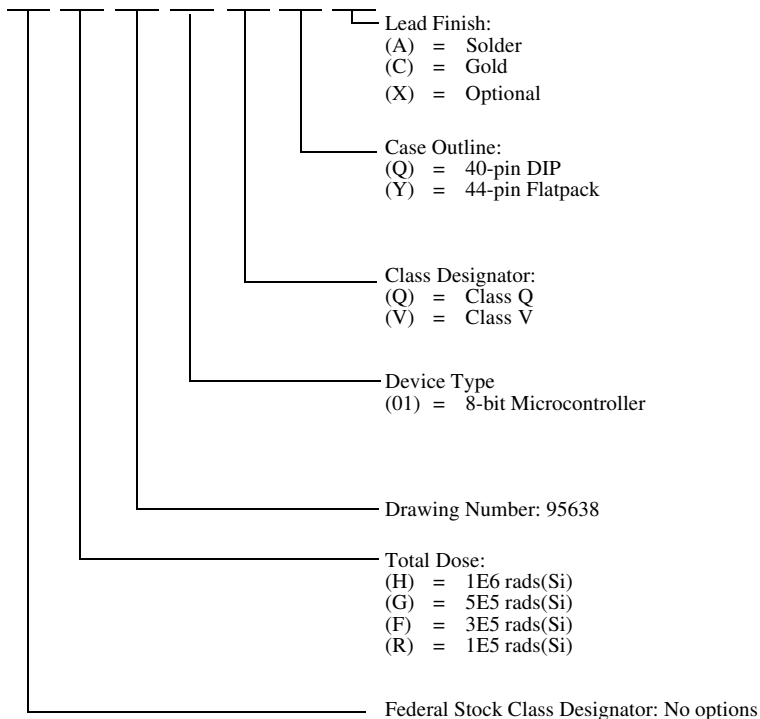 Lead Finish:
(A) = Solder
(C) = Gold
(X) = Optional
Case Outline:
(Q) = 40-pin DIP
(Y) = 44-pin Flatpack
Class Designator:
(Q) = Class Q
(V) = Class V
Device Type
(01) = 8-bit Microcontroller
Drawing Number: 95638
Total Dose:
(H) = 1E6 rads(Si)
(G) = 5E5 rads(Si)
(F) = 3E5 rads(Si)
(R) = 1E5 rads(Si)
Federal Stock Class Designator: No options